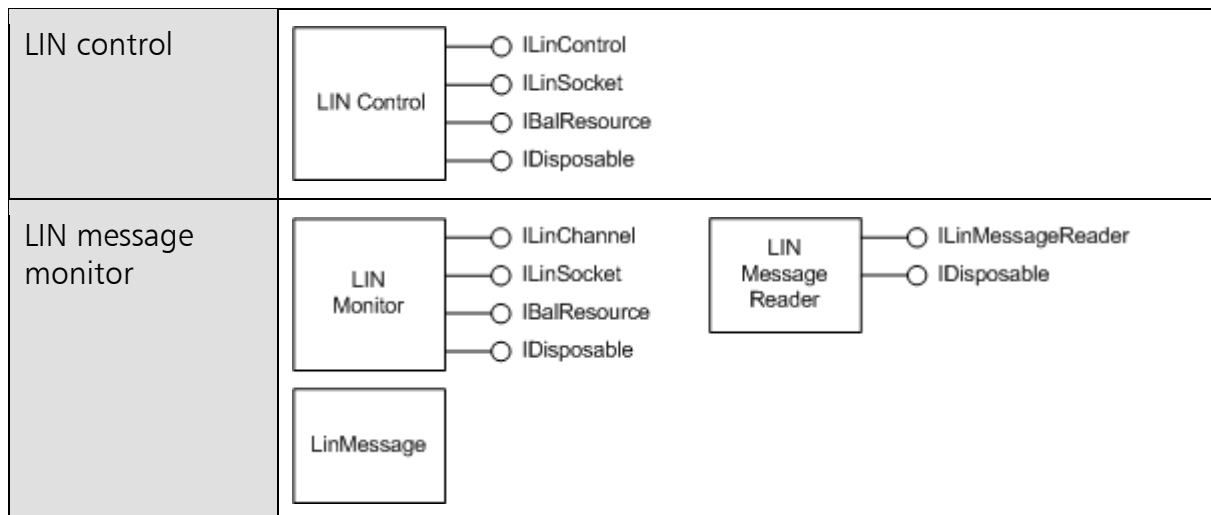 LIN control
LIN Control
ILinControl
ILinSocket
IBalResource
IDisposable
LIN message
monitor
LIN
Monitor
ILinChannel
ILinSocket
IBalResource
IDisposable
LIN
Message
Reader
ILinMessageReader
IDisposable
LinMessage